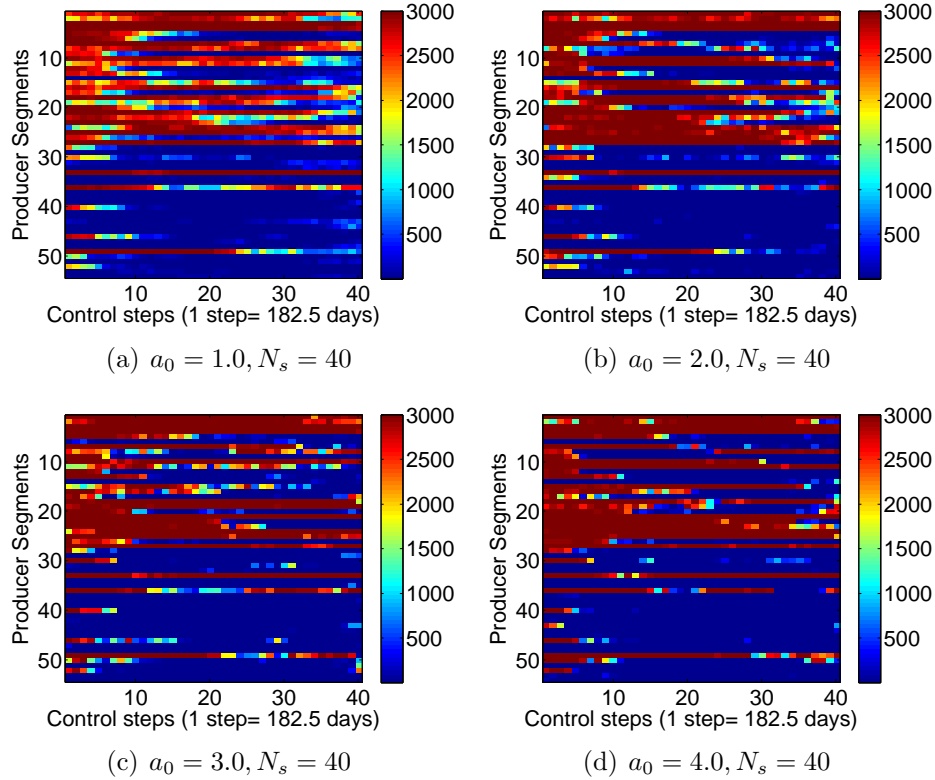 3000
2500
2000
1500
1000
500
10
20
30
40
50
Producer Segments
10 20 30 40
Control steps (1 step= 182.5 days)
(a) a₀ = 1.0, Nₛ = 40
3000
2500
2000
1500
1000
500
10
20
30
40
50
Producer Segments
10 20 30 40
Control steps (1 step= 182.5 days)
(b) a₀ = 2.0, Nₛ = 40
3000
2500
2000
1500
1000
500
10
20
30
40
50
Producer Segments
10 20 30 40
Control steps (1 step= 182.5 days)
(c) a₀ = 3.0, Nₛ = 40
3000
2500
2000
1500
1000
500
10
20
30
40
50
Producer Segments
10 20 30 40
Control steps (1 step= 182.5 days)
(d) a₀ = 4.0, Nₛ = 40